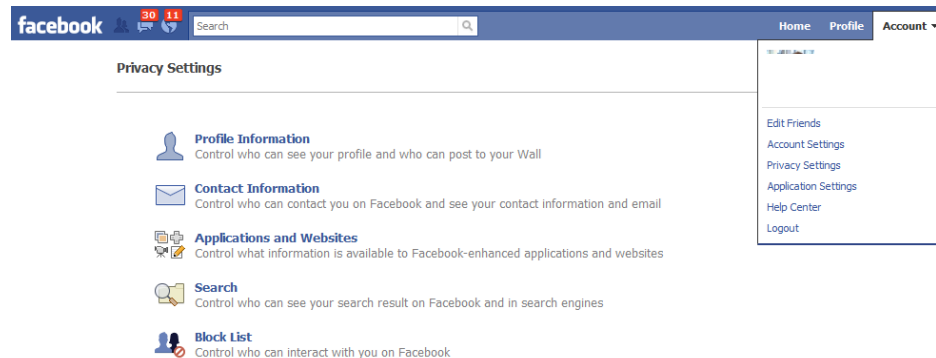 facebook 30 11 Search Home Profile Account
Privacy Settings
Profile Information
Control who can see your profile and who can post to your Wall
Contact Information
Control who can contact you on Facebook and see your contact information and email
Applications and Websites
Control what information is available to Facebook-enhanced applications and websites
Search
Control who can see your search result on Facebook and in search engines
Block List
Control who can interact with you on Facebook
Edit Friends
Account Settings
Privacy Settings
Application Settings
Help Center
Logout